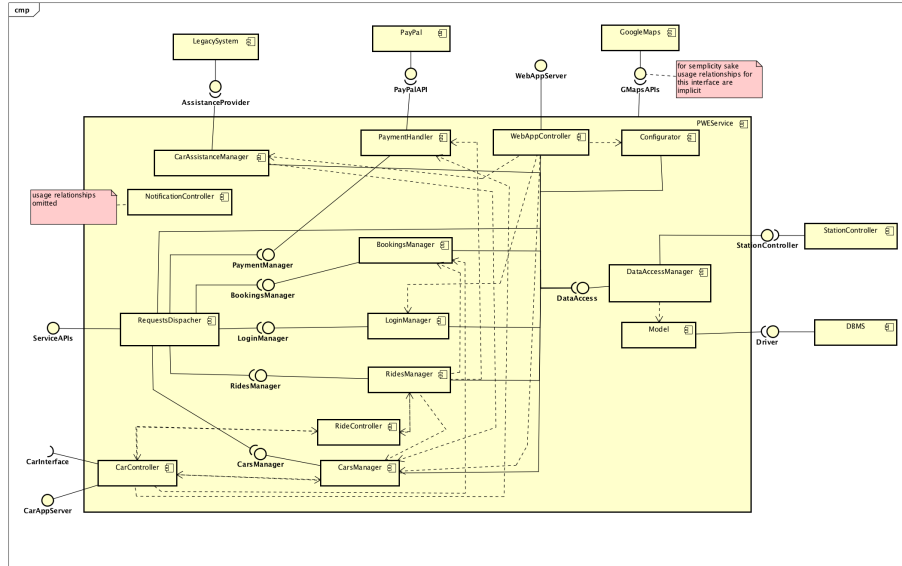 cmp
LegacySystem
PayPal
GoogleMaps
WebAppServer
for semplicity sake
usage relationships for
this interface are
implicit
AssistanceProvider
PayPalAPI
GMapsAPIs
PWEService
PaymentHandler
WebAppController
Configurator
CarAssistanceManager
usage relationships
omitted
NotificationController
StationController
StationController
BookingsManager
PaymentManager
DataAccessManager
BookingsManager
DataAccess
RequestsDispacher
LoginManager
Model
DBMS
ServiceAPIs
LoginManager
Driver
RidesManager
RidesManager
RideController
CarInterface
CarController
CarsManager
CarsManager
CarAppServer